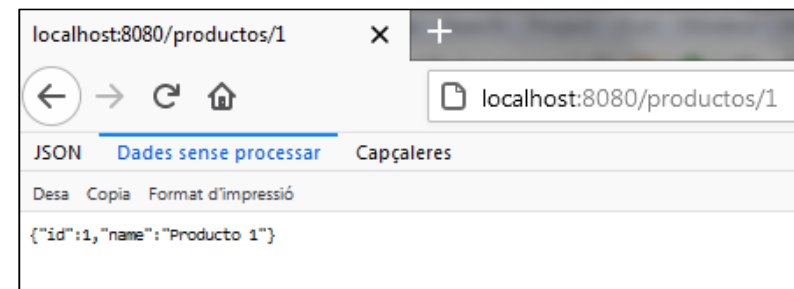 localhost:8080/productos/1
localhost:8080/productos/1
JSON Dades sense processar Capçaleres
Desa Copia Format d'impressió
{"id":1,"name":"Producto 1"}